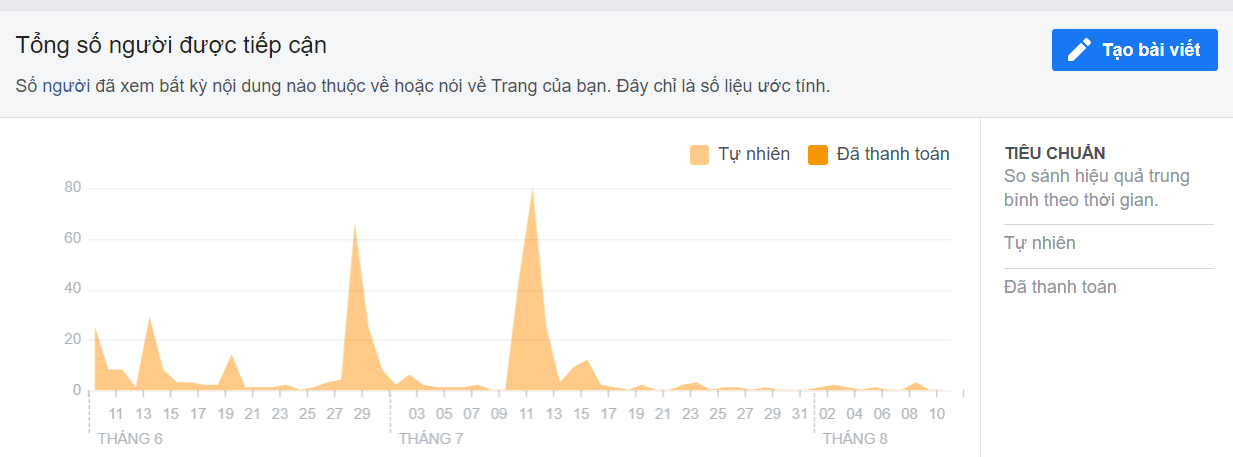 Tổng số người được tiếp cận
Tạo bài viết
Số người đã xem bất kỳ nội dung nào thuộc về hoặc nói về Trang của bạn. Đây chỉ là số liệu ước tính.
Tự nhiên Đã thanh toán
80
60
40
20
0
11 13 15 17 19 21 23 25 27 29 03 05 07 09 11 13 15 17 19 21 23 25 27 29 31 02 04 06 08 10
THÁNG 6 THÁNG 7 THÁNG 8
TIÊU CHUẨN
So sánh hiệu quả trung
bình theo thời gian.
Tự nhiên
Đã thanh toán